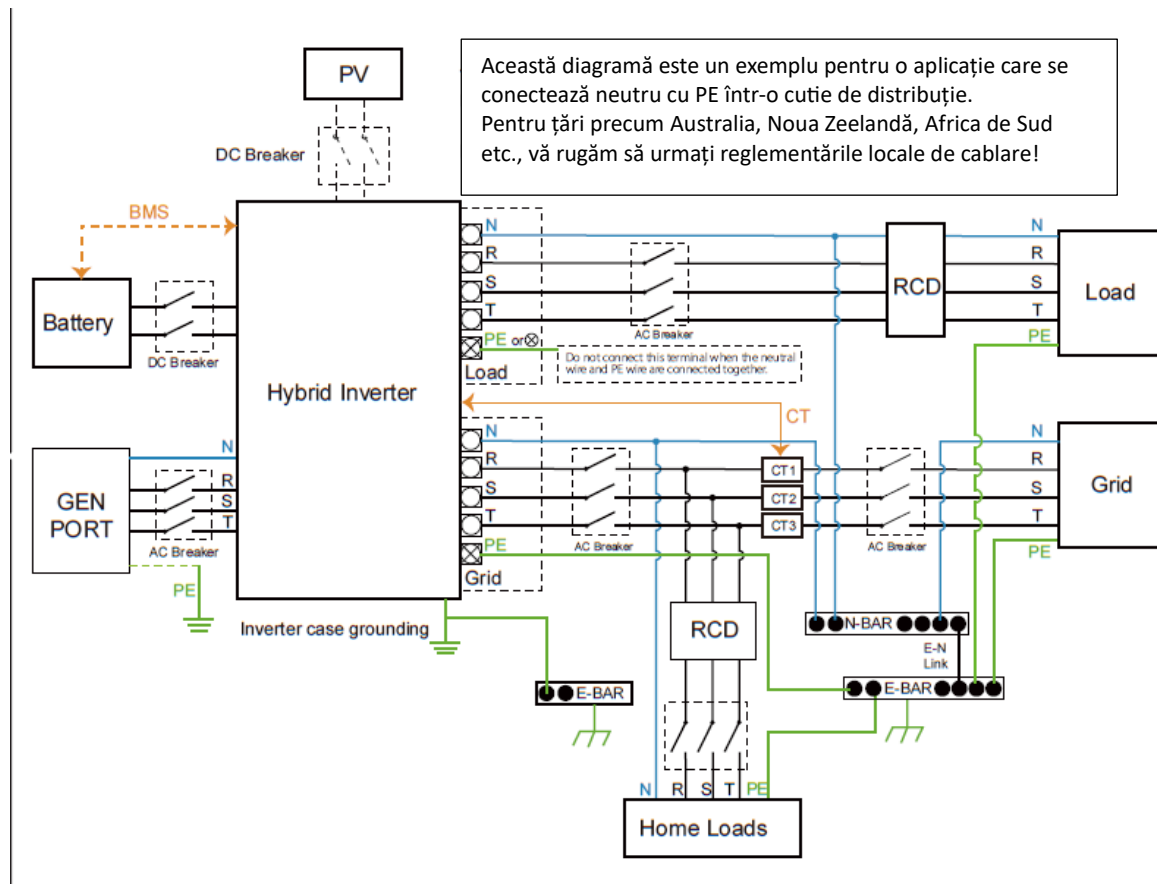 PV
Această diagramă este un exemplu pentru o aplicație care se
conectează neutru cu PE într-o cutie de distribuție.
Pentru țări precum Australia, Noua Zeelandă, Africa de Sud
etc., vă rugăm să urmați reglementările locale de cablare!
DC Breaker
BMS
Battery
DC Breaker
Hybrid Inverter
N
R
S
T
PE or
Load
AC Breaker
Do not connect this terminal when the neutral
wire and PE wire are connected together.
RCD
N
R
S
T
PE
Load
CT
N
R
S
T
PE
Grid
AC Breaker
CT1
CT2
CT3
AC Breaker
N
R
S
T
PE
Grid
GEN
PORT
N
R
S
T
AC Breaker
PE
Inverter case grounding
E-BAR
RCD
N-BAR
E-N
Link
E-BAR
N R S T PE
Home Loads